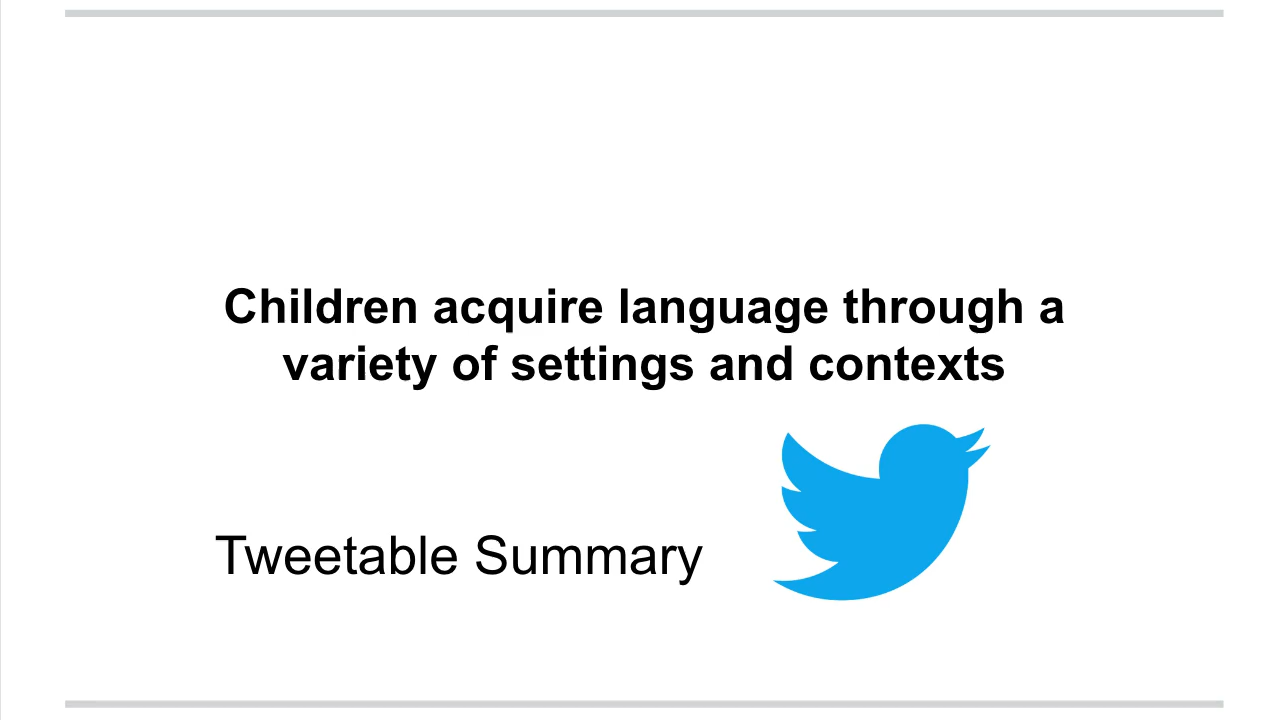 Children acquire language through a
variety of settings and contexts
Tweetable Summary